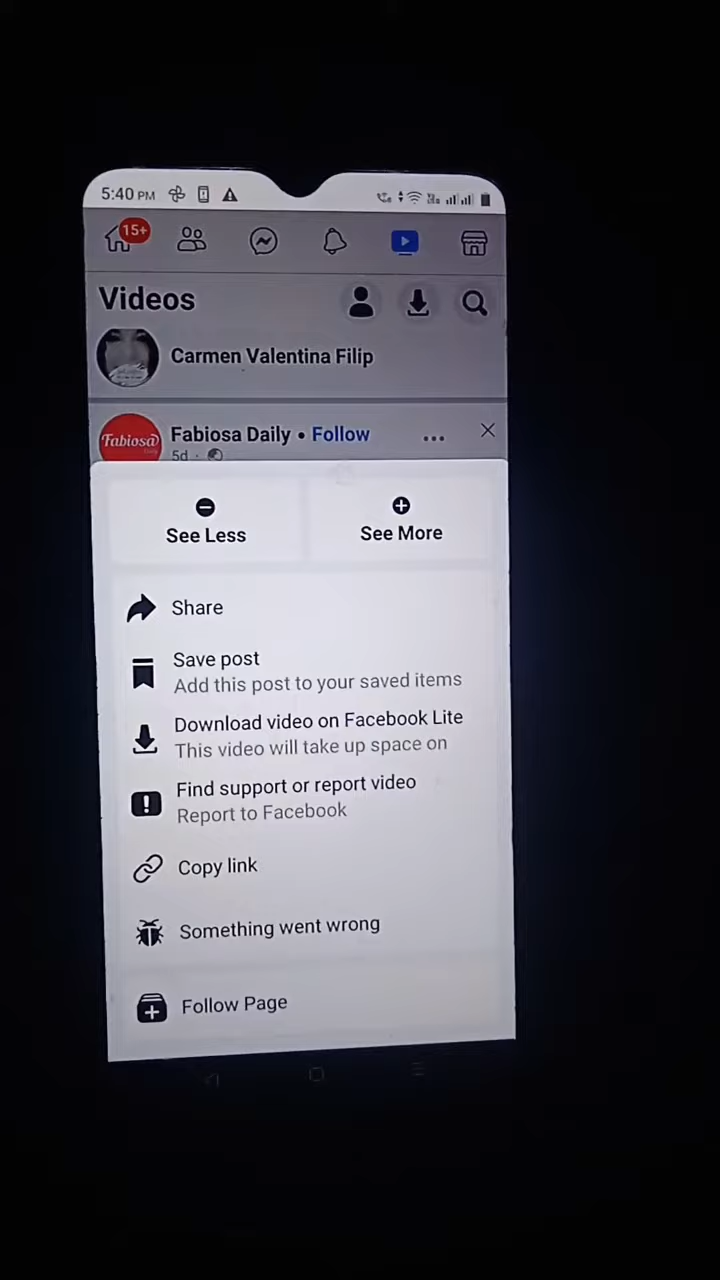 5:40 PM
15+
Videos
Carmen Valentina Filip
Fabiosa
Fabiosa Daily • Follow
5d ·
See Less
See More
Share
Save post
Add this post to your saved items
Download video on Facebook Lite
This video will take up space on
Find support or report video
Report to Facebook
Copy link
Something went wrong
Follow Page